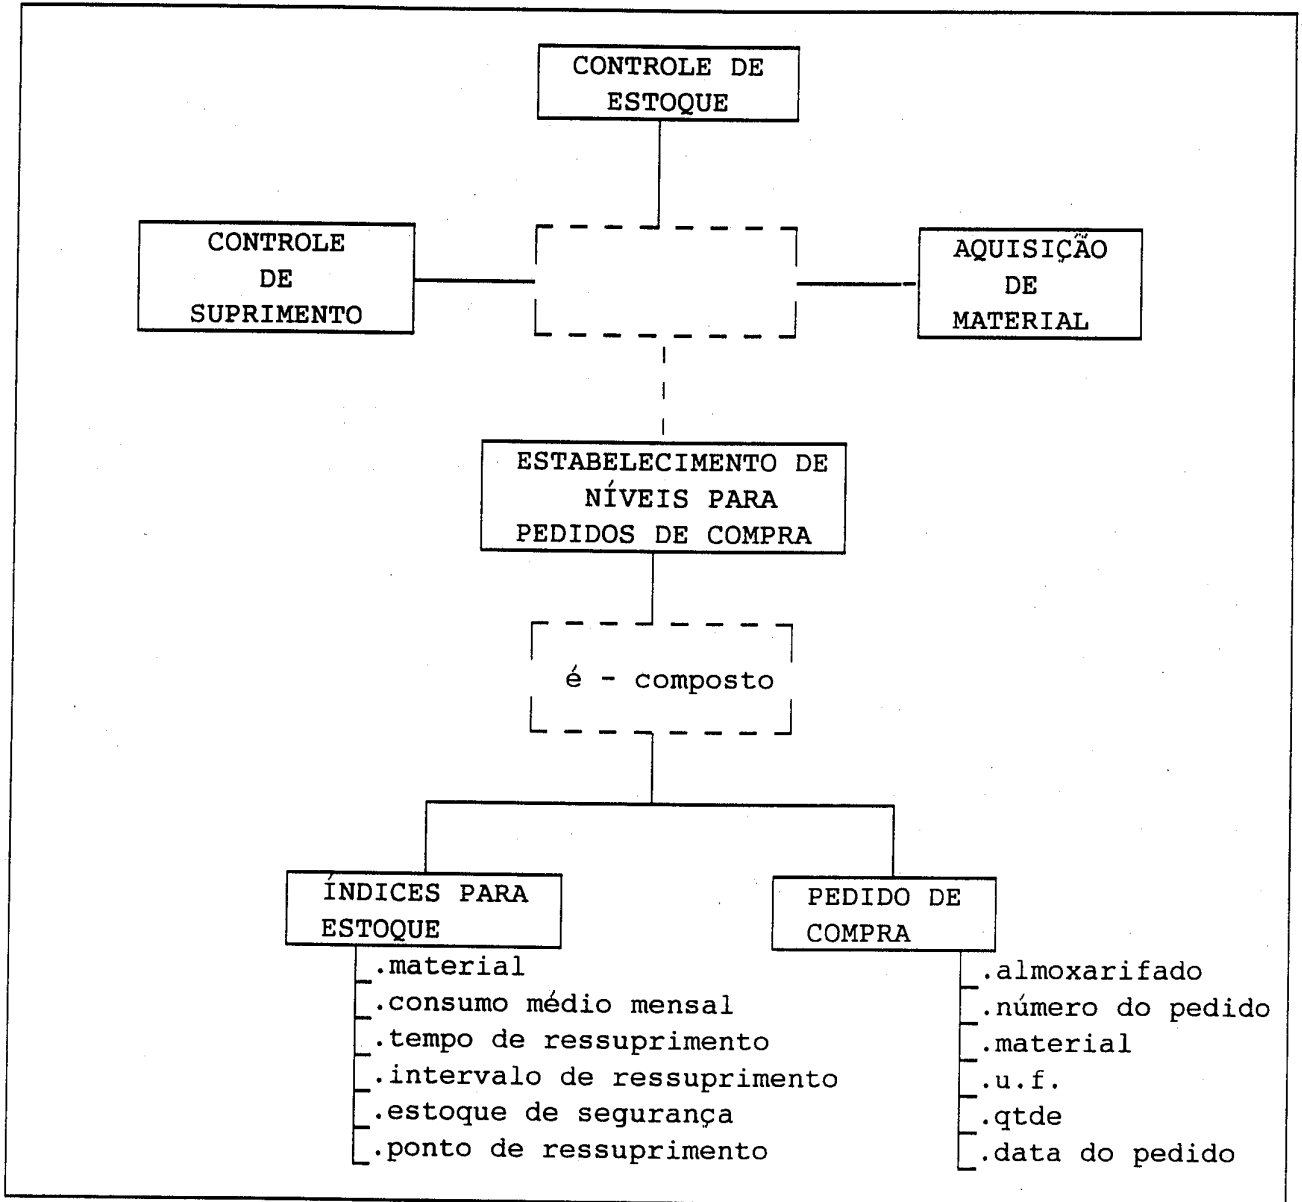 CONTROLE DE
ESTOQUE
CONTROLE
DE
SUPRIMENTO
AQUISIÇÃO
DE
MATERIAL
ESTABELECIMENTO DE
NÍVEIS PARA
PEDIDOS DE COMPRA
é - composto
ÍNDICES PARA
ESTOQUE
.material
.consumo médio mensal
.tempo de ressuprimento
.intervalo de ressuprimento
.estoque de segurança
.ponto de ressuprimento
PEDIDO DE
COMPRA
.almoxarifado
.número do pedido
.material
.u.f.
.qtde
.data do pedido